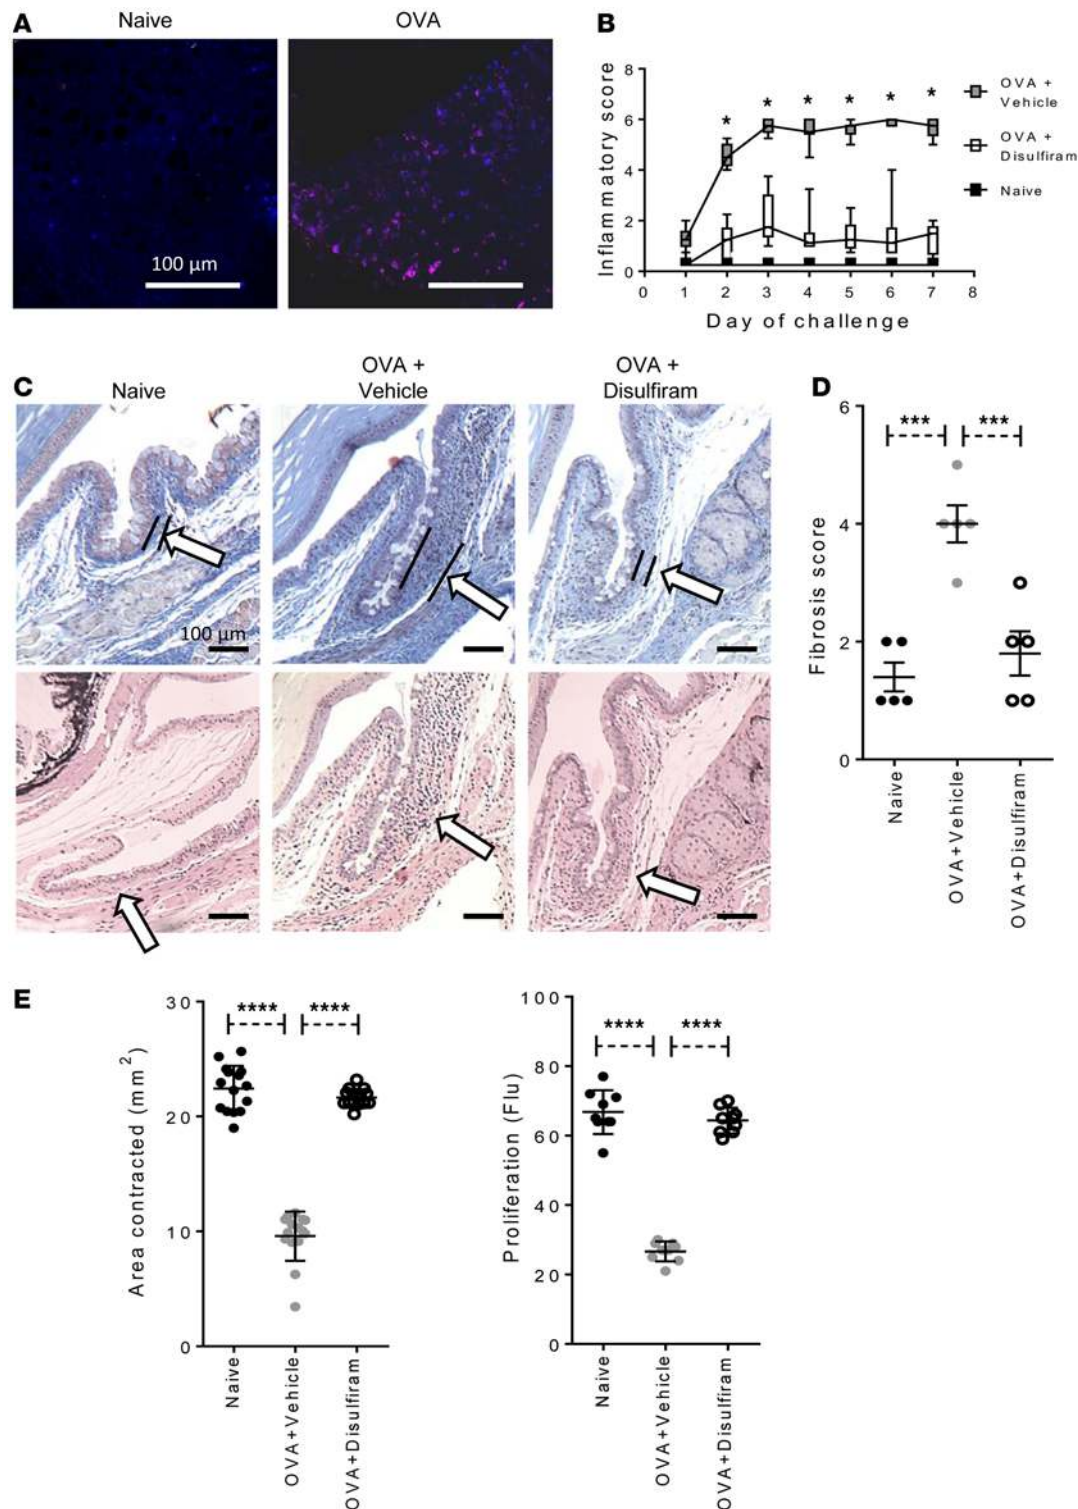 A
Naive
OVA
100 µm
B
Inflammatory score
8
6
4
2
0
* * * * * *
0 1 2 3 4 5 6 7 8
Day of challenge
OVA +
Vehicle
OVA +
Disulfiram
Naive
C
Naive
OVA +
Vehicle
OVA +
Disulfiram
100 µm
D
Fibrosis score
6
4
2
0
*** ***
Naive
OVA+Vehicle
OVA+Disulfiram
E
Area contracted (mm²)
30
20
10
0
**** ****
Naive
OVA+Vehicle
OVA+Disulfiram
Proliferation (Flu)
100
80
60
40
20
0
**** ****
Naive
OVA+Vehicle
OVA+Disulfiram